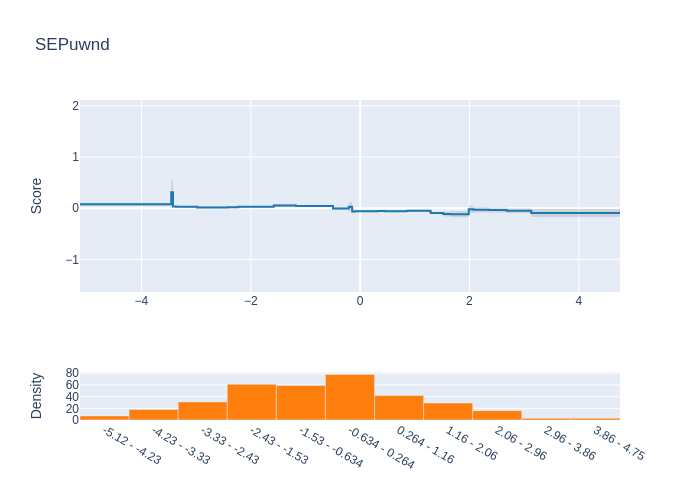 SEPuwnd
2
1
0
−1
Score
−4
−2
0
2
4
80
60
40
20
0
Density
-5.12 - -4.23
-4.23 - -3.33
-3.33 - -2.43
-2.43 - -1.53
-1.53 - -0.634
-0.634 - 0.264
0.264 - 1.16
1.16 - 2.06
2.06 - 2.96
2.96 - 3.86
3.86 - 4.75